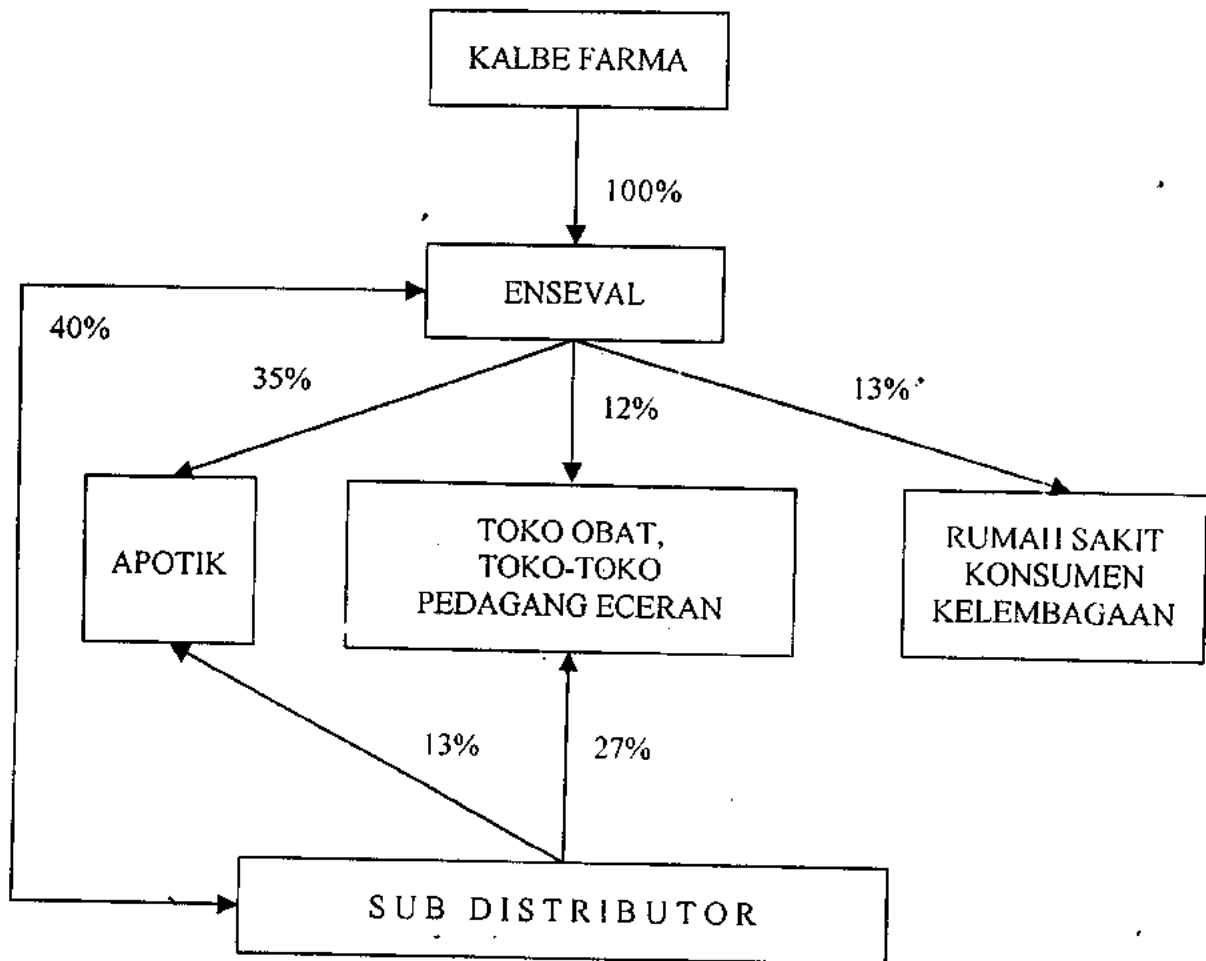 KALBE FARMA
100%
ENSEVAL
40%
35%
12%
13%
APOTIK
TOKO OBAT,
TOKO-TOKO
PEDAGANG ECERAN
RUMAH SAKIT
KONSUMEN
KELEMBAGAAN
13%
27%
SUB DISTRIBUTOR